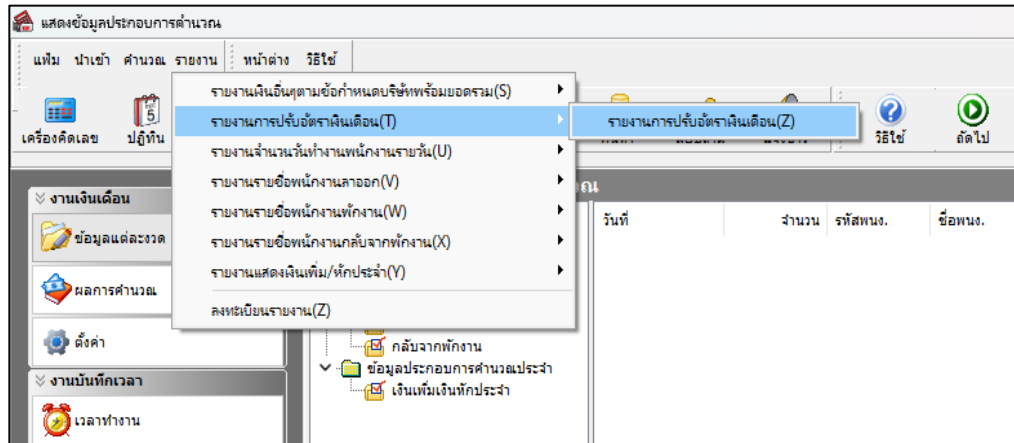 แสดงข้อมูลประกอบการคำนวณ
แฟ้ม นำเข้า คำนวณ รายงาน หน้าต่าง วิธีใช้
รายงานเงินอื่นๆตามข้อกำหนดบริษัทพร้อมยอดรวม(S)
รายงานการปรับอัตราเงินเดือน(T)
รายงานการปรับอัตราเงินเดือน(Z)
เครื่องคิดเลข ปฏิทิน วิธีใช้ ถัดไป
รายงานจำนวนวันทำงานพนักงานรายวัน(U)
รายงานรายชื่อพนักงานลาออก(V)
รายงานรายชื่อพนักงานพักงาน(W)
รายงานรายชื่อพนักงานกลับจากพักงาน(X)
รายงานแสดงเงินเพิ่ม/หักประจำ(Y)
ลงทะเบียนรายงาน(Z)
งานเงินเดือน
ข้อมูลแต่ละงวด
ผลการคำนวณ
ตั้งค่า
งานบันทึกเวลา
เวลาทำงาน
วันที่ จำนวน รหัสพนง. ชื่อพนง.
กลับจากพักงาน
ข้อมูลประกอบการคำนวณประจำ
เงินเพิ่มเงินหักประจำ